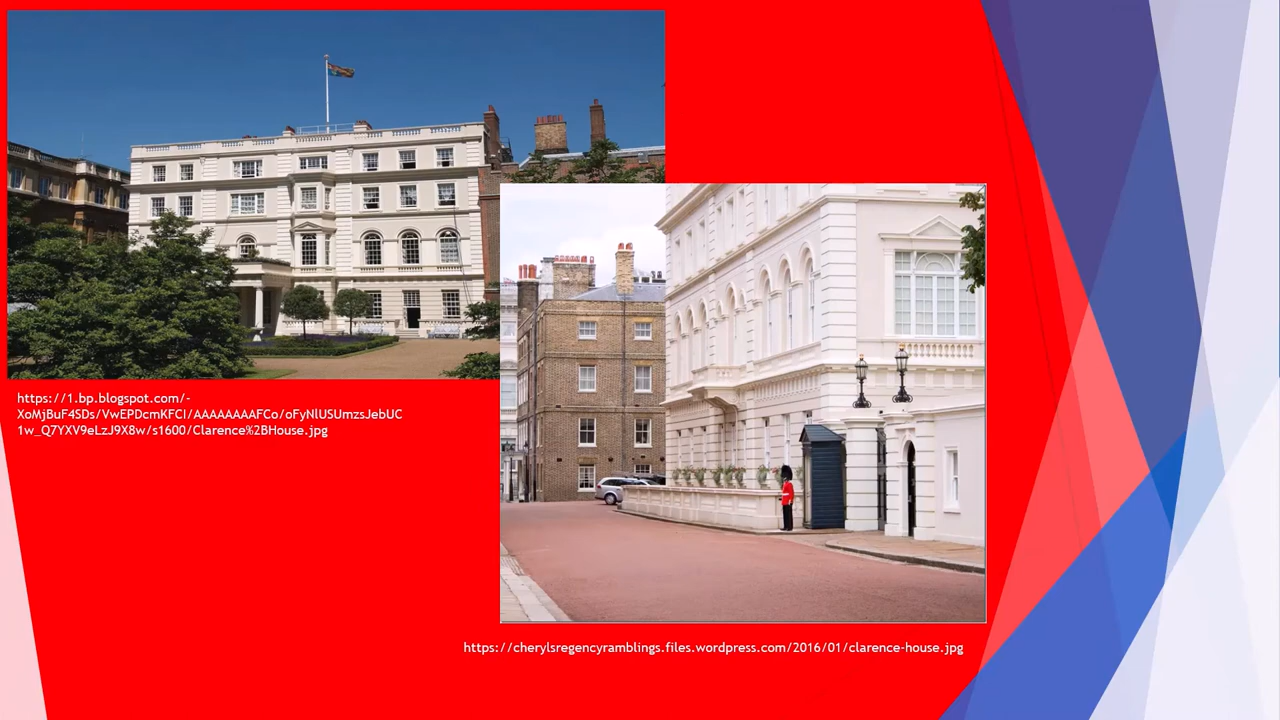 https://1.bp.blogspot.com/-
XoMjBuF4SDs/VwEPDcmKFCI/AAAAAAAAFCo/oFyNlUSUmzsJebUC
1w_Q7YXV9eLzJ9X8w/s1600/Clarence%2BHouse.jpg
https://cherylsregencyramblings.files.wordpress.com/2016/01/clarence-house.jpg